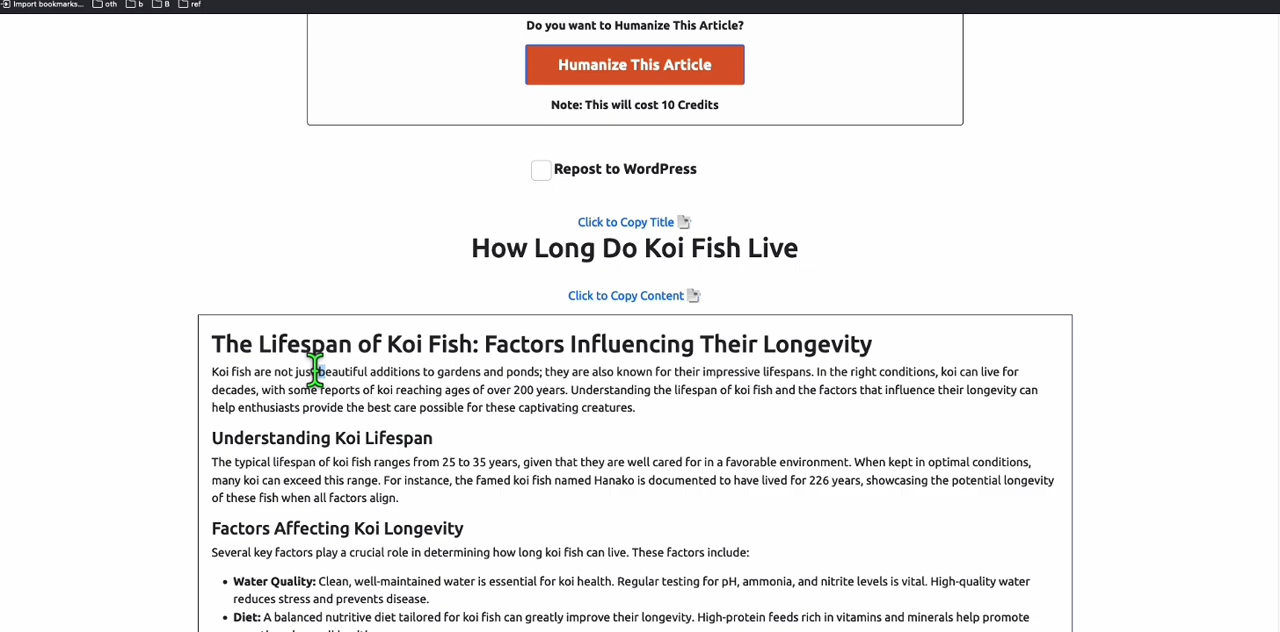 Import bookmarks... oth b B ref
Do you want to Humanize This Article?
Humanize This Article
Note: This will cost 10 Credits
Repost to WordPress
Click to Copy Title
How Long Do Koi Fish Live
Click to Copy Content
The Lifespan of Koi Fish: Factors Influencing Their Longevity
Koi fish are not just beautiful additions to gardens and ponds; they are also known for their impressive lifespans. In the right conditions, koi can live for
decades, with some reports of koi reaching ages of over 200 years. Understanding the lifespan of koi fish and the factors that influence their longevity can
help enthusiasts provide the best care possible for these captivating creatures.
Understanding Koi Lifespan
The typical lifespan of koi fish ranges from 25 to 35 years, given that they are well cared for in a favorable environment. When kept in optimal conditions,
many koi can exceed this range. For instance, the famed koi fish named Hanako is documented to have lived for 226 years, showcasing the potential longevity
of these fish when all factors align.
Factors Affecting Koi Longevity
Several key factors play a crucial role in determining how long koi fish can live. These factors include:
• Water Quality: Clean, well-maintained water is essential for koi health. Regular testing for pH, ammonia, and nitrite levels is vital. High-quality water
reduces stress and prevents disease.
• Diet: A balanced nutritive diet tailored for koi fish can greatly improve their longevity. High-protein feeds rich in vitamins and minerals help promote